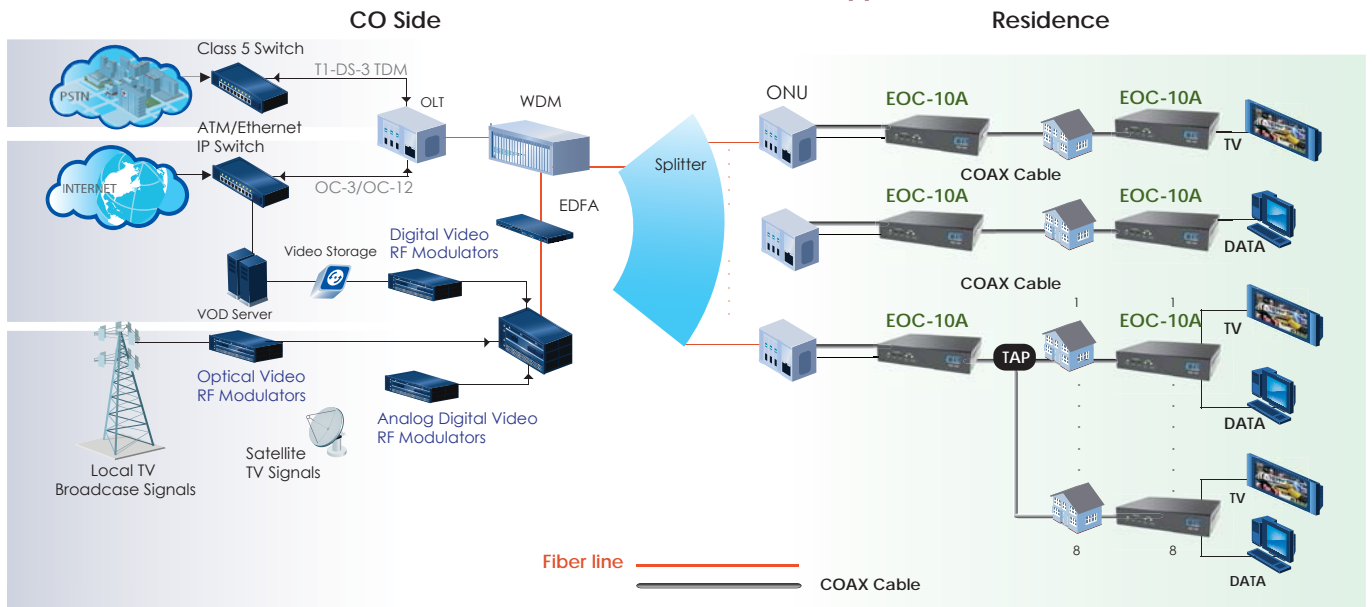 CO Side
Residence
Class 5 Switch
T1-DS-3 TDM
PSTN
OLT
WDM
ATM/Ethernet
IP Switch
INTERNET
OC-3/OC-12
EDFA
Digital Video
RF Modulators
Video Storage
VOD Server
Optical Video
RF Modulators
Analog Digital Video
RF Modulators
Satellite
TV Signals
Local TV
Broadcase Signals
Splitter
ONU
EOC-10A
EOC-10A
TV
COAX Cable
EOC-10A
EOC-10A
DATA
COAX Cable
1
1
EOC-10A
EOC-10A
TV
TAP
DATA
TV
8
8
DATA
Fiber line
COAX Cable